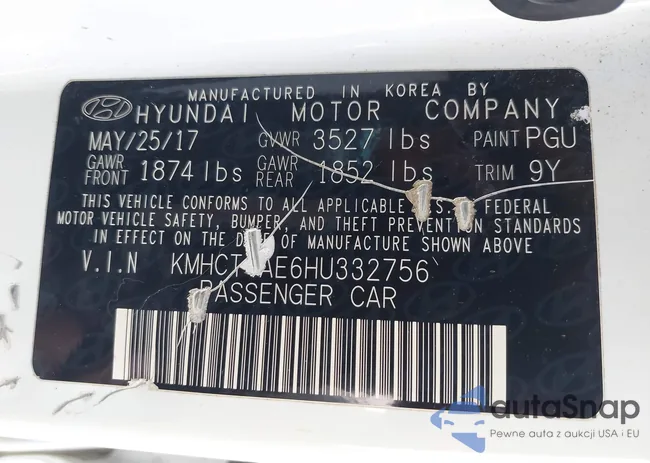 MANUFACTURED IN KOREA BY
HYUNDAI MOTOR COMPANY
MAY/25/17 GVWR 3527 lbs PAINT PGU
GAWR FRONT 1874 lbs GAWR REAR 1852 lbs TRIM 9Y
THIS VEHICLE CONFORMS TO ALL APPLICABLE U.S. FEDERAL
MOTOR VEHICLE SAFETY, BUMPER, AND THEFT PREVENTION STANDARDS
IN EFFECT ON THE DATE OF MANUFACTURE SHOWN ABOVE
V.I.N
PASSENGER CAR
autoSnap
Pewne auta z aukcji USA i EU